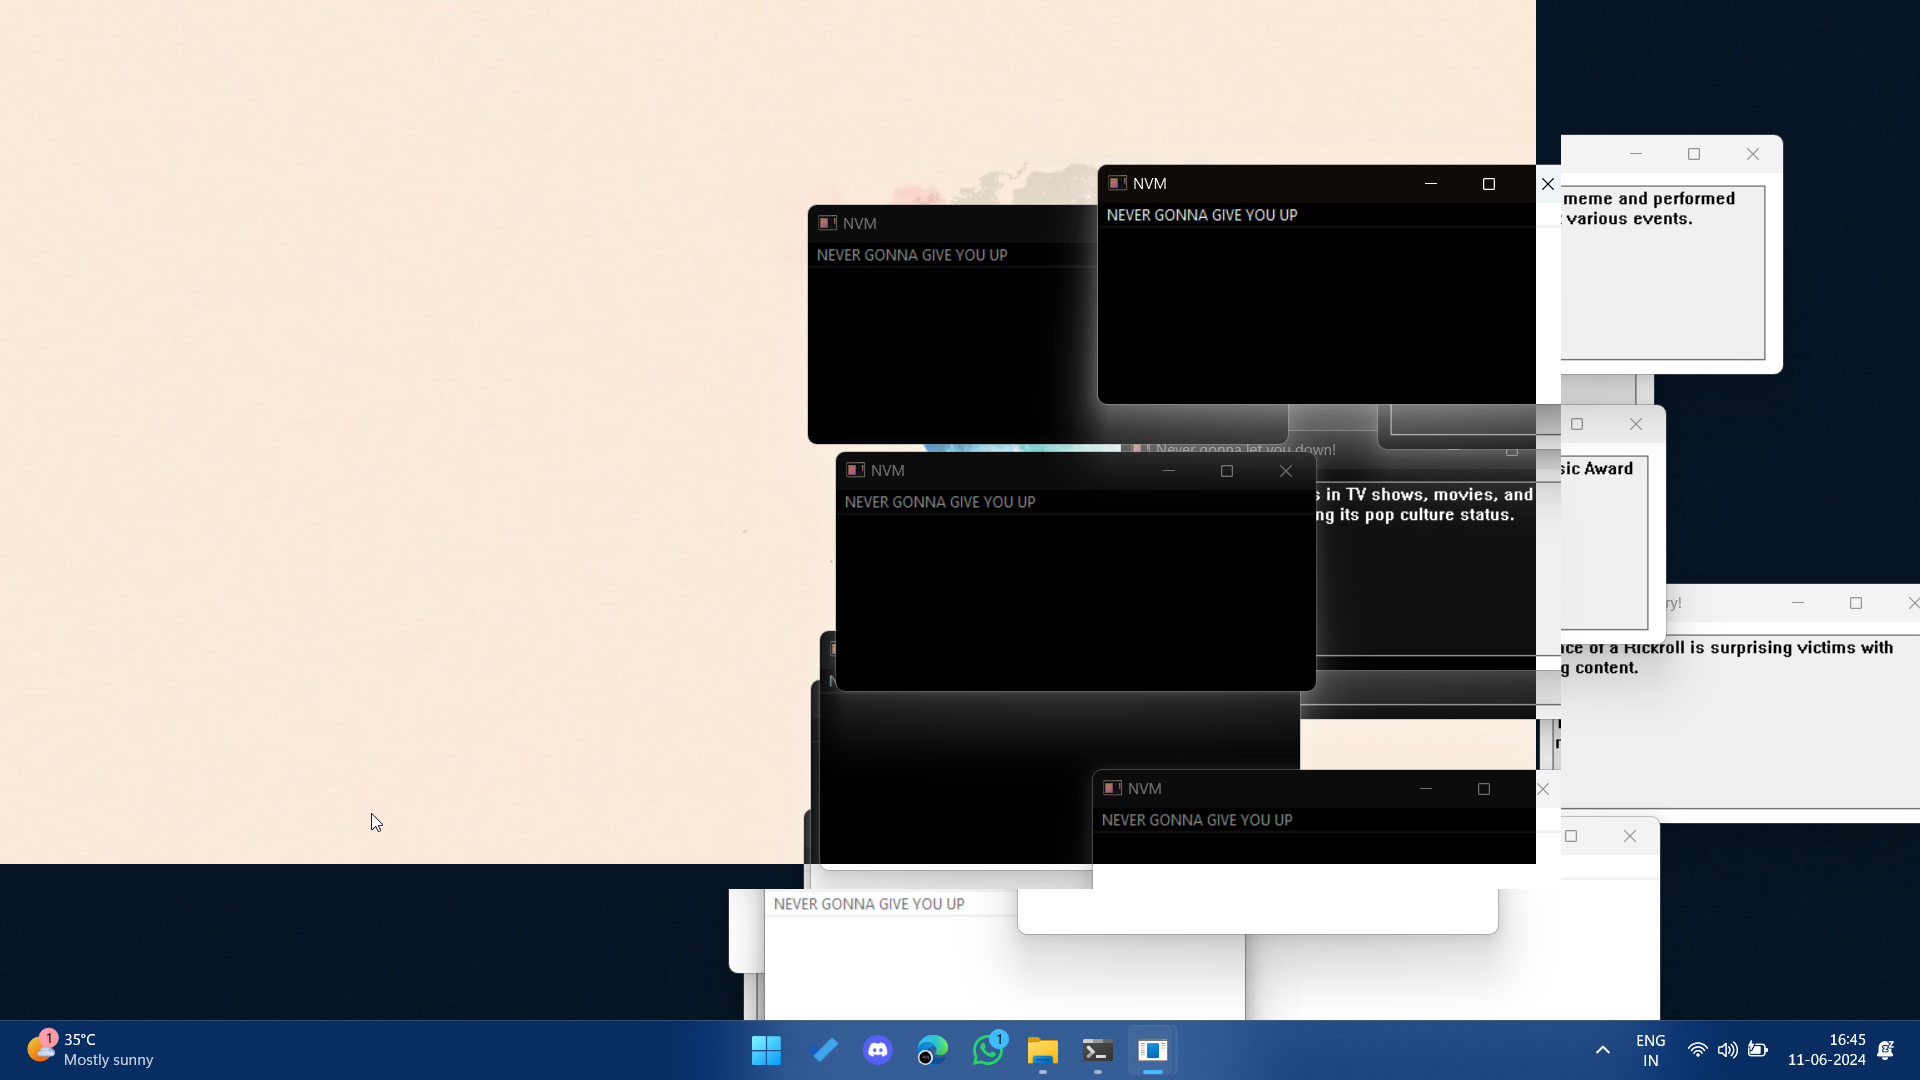 NVM
NEVER GONNA GIVE YOU UP
meme and performed
various events.
NVM
NEVER GONNA GIVE YOU UP
Never gonna let you down!
sic Award
NVM
NEVER GONNA GIVE YOU UP
s in TV shows, movies, and
ng its pop culture status.
ry!
nce of a Rickroll is surprising victims with
g content.
N
NVM
NEVER GONNA GIVE YOU UP
NEVER GONNA GIVE YOU UP
1
35°C
Mostly sunny
1
ENG
IN
16:45
11-06-2024